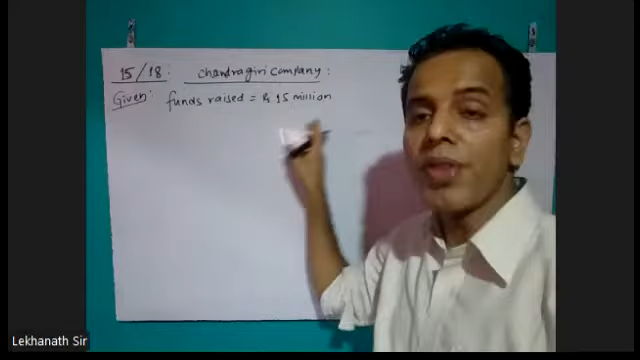 15/18: Chandragiri Company:
Given: funds raised = Rs 15 million
Lekhanath Sir